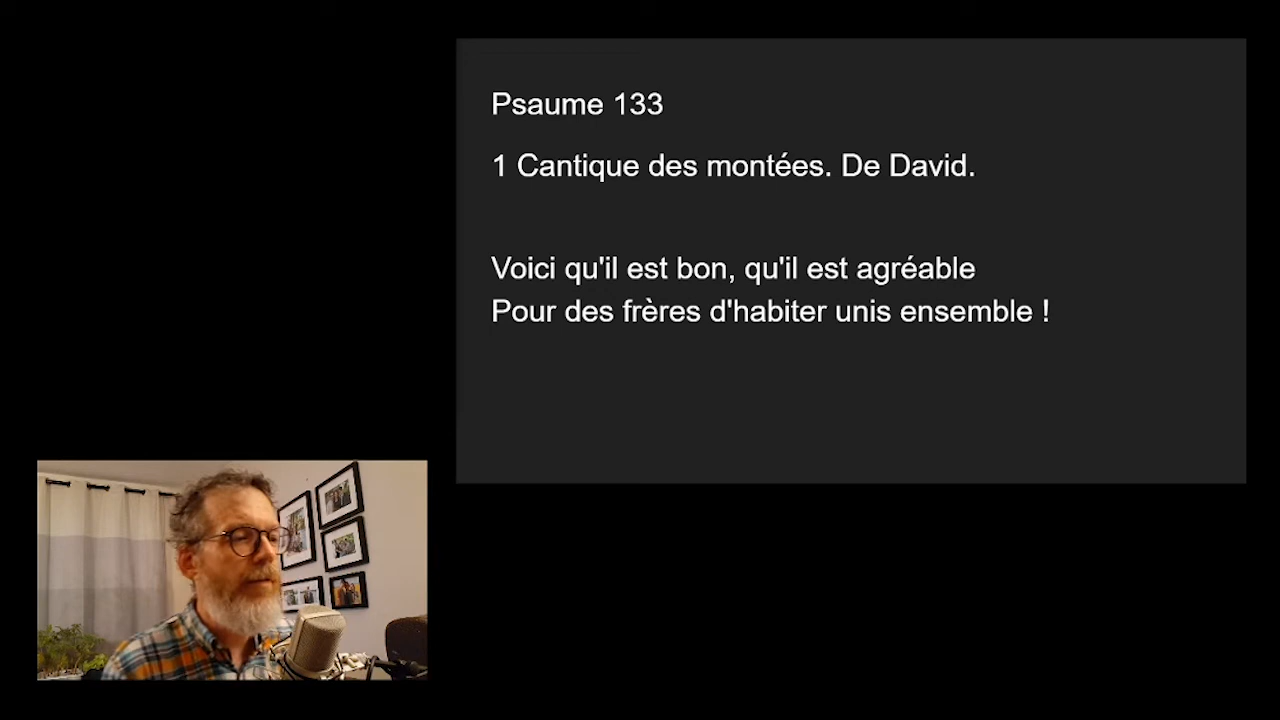 Psaume 133
1 Cantique des montées. De David.
Voici qu'il est bon, qu'il est agréable
Pour des frères d'habiter unis ensemble !